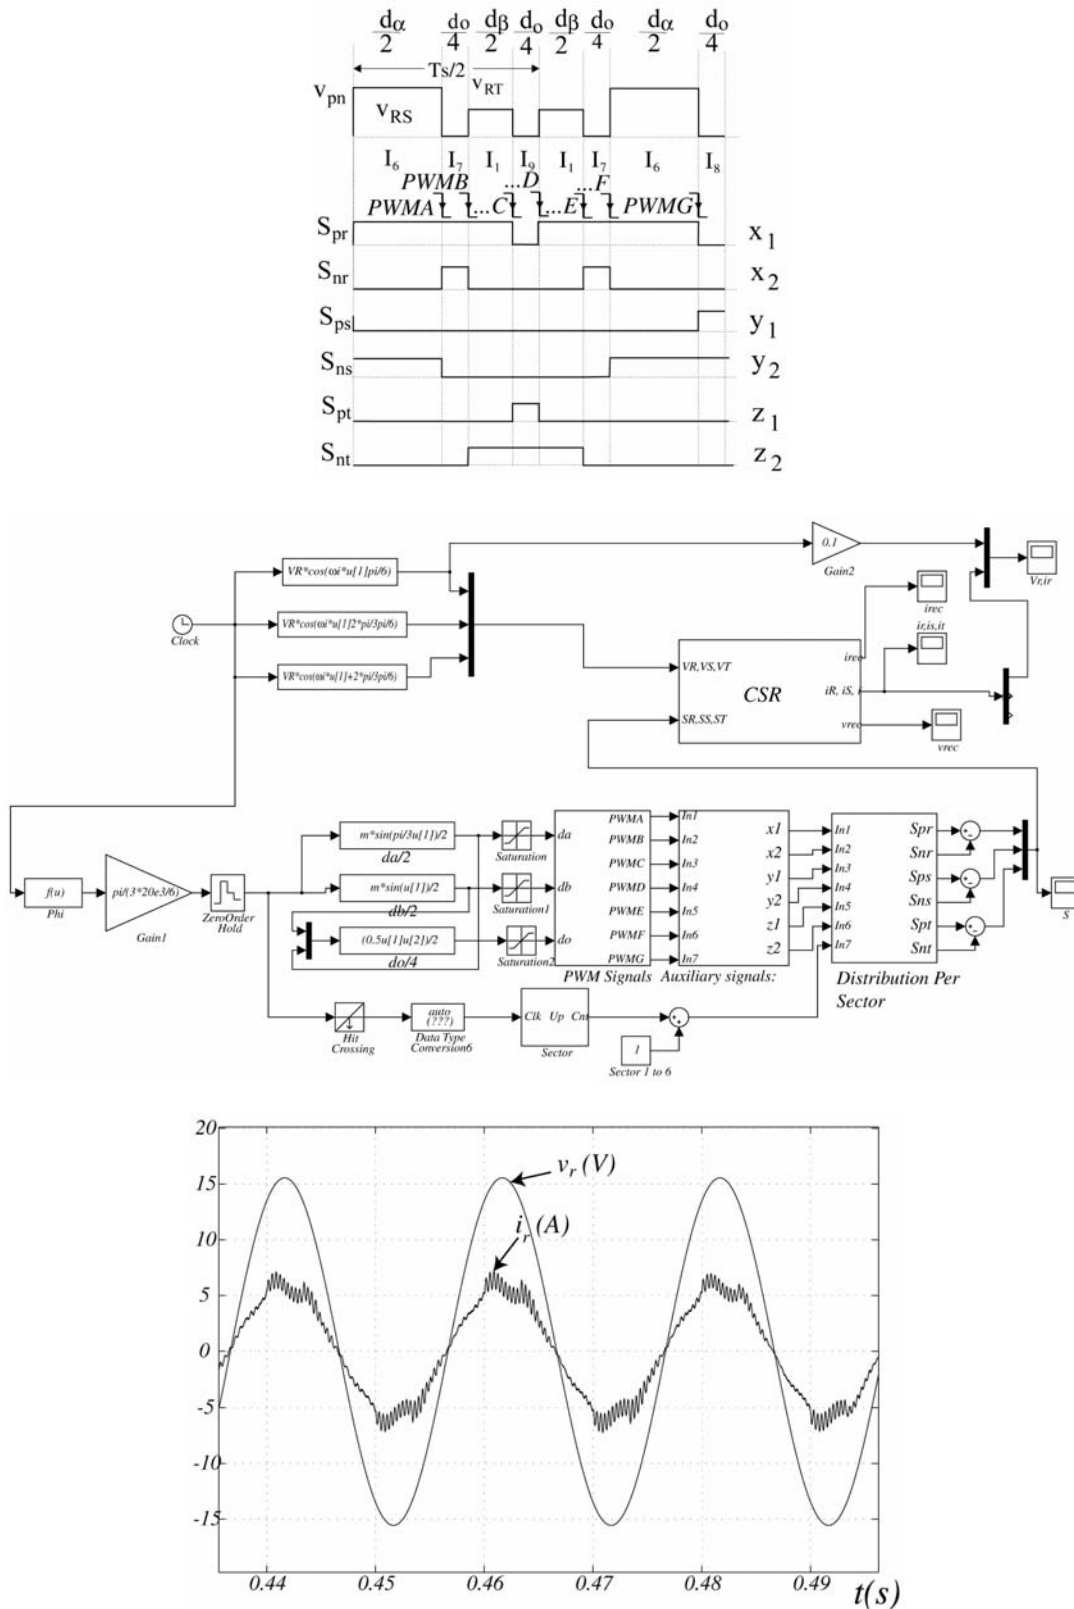 dα/2 do/4 dβ/2 do/4 dβ/2 do/4 dα/2 do/4
Ts/2
vRT
vpn
vRS
I6 I7 I1 I9 I1 I7 I6 I8
PWMB ...D ...F
PWMA ...C ...E PWMG
Spr x1
Snr x2
Sps y1
Sns y2
Spt z1
Snt z2
0.1
Gain2
Vr,ir
VR*cos(ωi*u[1]pi/6)
irec
Clock
VR*cos(ωi*u[1]2*pi/3pi/6)
ir,is,it
VR*cos(ωi*u[1]+2*pi/3pi/6)
VR,VS,VT
irec
CSR
iR, iS, i
SR,SS,ST
vrec
vrec
f(u)
Phi
pi/(3*20e3/6)
Gain1
ZeroOrder
Hold
m*sin(pi/3u[1])/2
da/2
m*sin(u[1])/2
db/2
(0.5u[1]u[2])/2
do/4
Saturation
Saturation1
Saturation2
da
db
do
PWMA
PWMB
PWMC
PWMD
PWME
PWMF
PWMG
PWM Signals
In1
In2
In3
In4
In5
In6
In7
x1
x2
y1
y2
z1
z2
Auxiliary signals:
In1
In2
In3
In4
In5
In6
In7
Spr
Snr
Sps
Sns
Spt
Snt
Distribution Per
Sector
S
Hit
Crossing
auto
(???)
Data Type
Conversion6
Clk Up Cnt
Sector
1
Sector 1 to 6
20
15
10
5
0
-5
-10
-15
vr (V)
ir (A)
0.44 0.45 0.46 0.47 0.48 0.49
t(s)